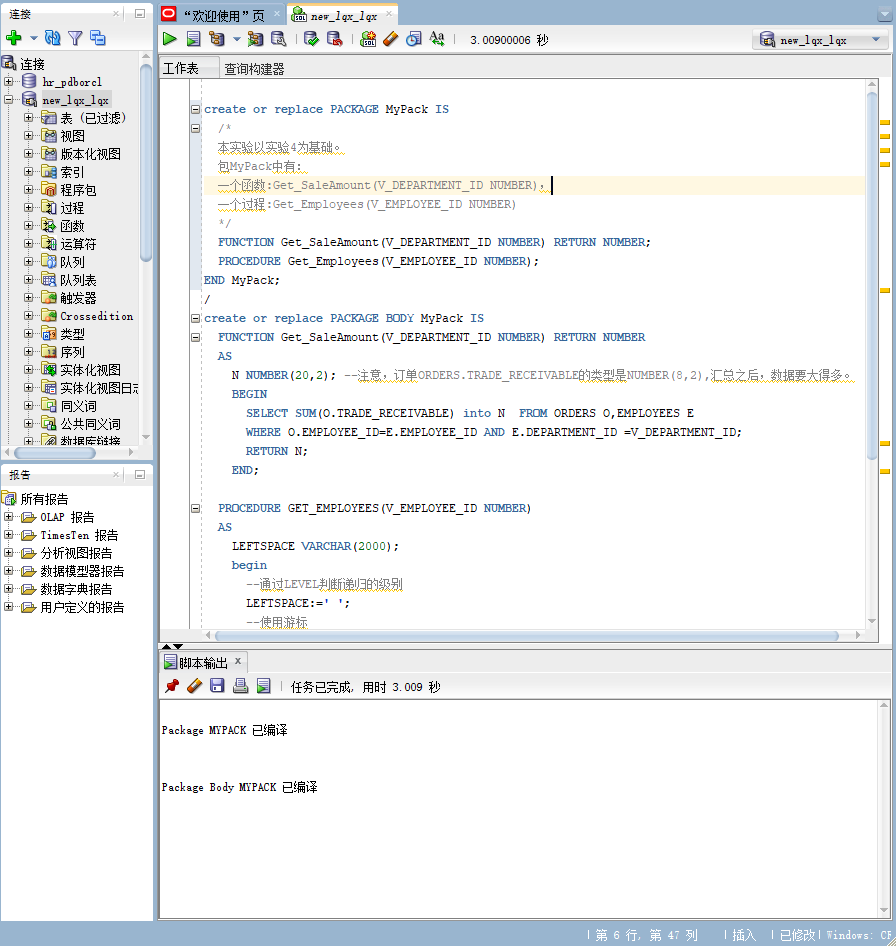 连接
连接
hr_pdborcl
new_lqx_lqx
表（已过滤）
视图
版本化视图
索引
程序包
过程
函数
运算符
队列
队列表
触发器
Crossedition
类型
序列
实体化视图
实体化视图日志
同义词
公共同义词
数据库链接
报告
所有报告
OLAP 报告
TimesTen 报告
分析视图报告
数据模型器报告
数据字典报告
用户定义的报告
“欢迎使用”页
new_lqx_lqx
3.00900006 秒
new_lqx_lqx
工作表 查询构建器
create or replace PACKAGE MyPack IS
/*
本实验以实验4为基础。
包MyPack中有：
一个函数:Get_SaleAmount(V_DEPARTMENT_ID NUMBER)，
一个过程:Get_Employees(V_EMPLOYEE_ID NUMBER)
*/
FUNCTION Get_SaleAmount(V_DEPARTMENT_ID NUMBER) RETURN NUMBER;
PROCEDURE Get_Employees(V_EMPLOYEE_ID NUMBER);
END MyPack;
/
create or replace PACKAGE BODY MyPack IS
FUNCTION Get_SaleAmount(V_DEPARTMENT_ID NUMBER) RETURN NUMBER
AS
N NUMBER(20,2); --注意，订单ORDERS.TRADE_RECEIVABLE的类型是NUMBER(8,2),汇总之后，数据要大得多。
BEGIN
SELECT SUM(O.TRADE_RECEIVABLE) into N  FROM ORDERS O,EMPLOYEES E
WHERE O.EMPLOYEE_ID=E.EMPLOYEE_ID AND E.DEPARTMENT_ID =V_DEPARTMENT_ID;
RETURN N;
END;
PROCEDURE GET_EMPLOYEES(V_EMPLOYEE_ID NUMBER)
AS
LEFTSPACE VARCHAR(2000);
begin
--通过LEVEL判断递归的级别
LEFTSPACE:=' ';
--使用游标
脚本输出
任务已完成, 用时 3.009 秒
Package MYPACK 已编译
Package Body MYPACK 已编译
第 6 行, 第 47 列 插入 已修改 Windows: CF